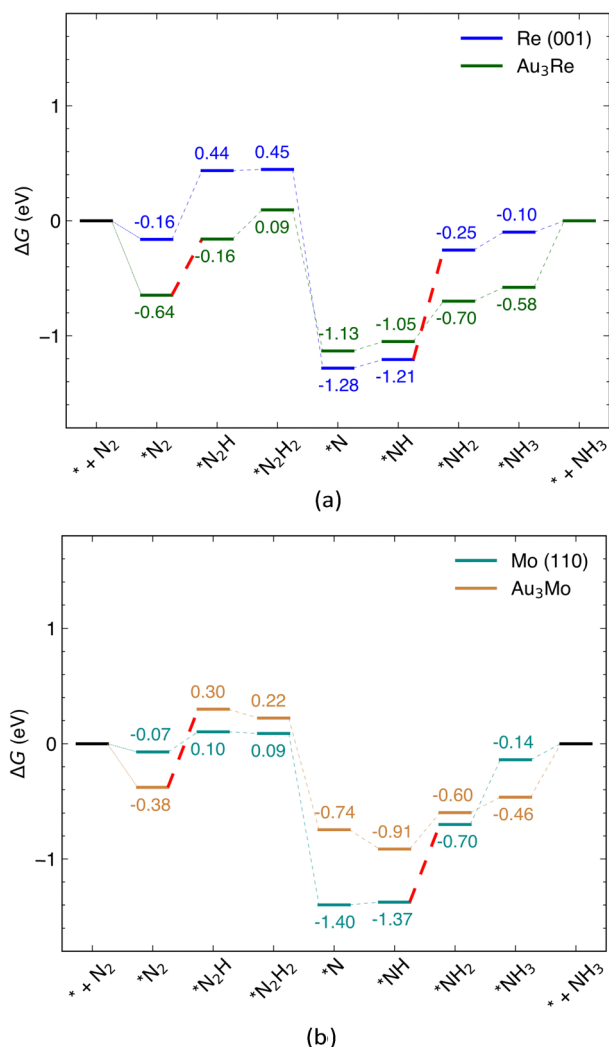 Re (001)
Au₃Re
1
0
−1
ΔG (eV)
0.44
0.45
-0.16
-0.16
0.09
-0.64
-0.25
-0.10
-0.70
-0.58
-1.13
-1.05
-1.28
-1.21
* + N₂
*N₂
*N₂H
*N₂H₂
*N
*NH
*NH₂
*NH₃
* + NH₃
(a)
Mo (110)
Au₃Mo
1
0
−1
ΔG (eV)
0.30
0.22
-0.07
0.10
0.09
-0.14
-0.38
-0.60
-0.46
-0.74
-0.91
-0.70
-1.40
-1.37
* + N₂
*N₂
*N₂H
*N₂H₂
*N
*NH
*NH₂
*NH₃
* + NH₃
(b)